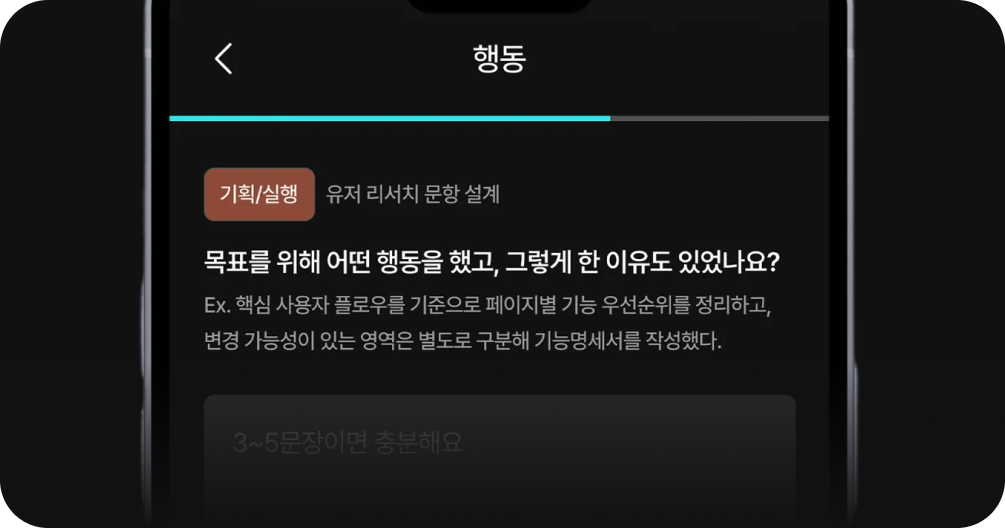 행동
기획/실행 유저 리서치 문항 설계
목표를 위해 어떤 행동을 했고, 그렇게 한 이유도 있었나요?
Ex. 핵심 사용자 플로우를 기준으로 페이지별 기능 우선순위를 정리하고,
변경 가능성이 있는 영역은 별도로 구분해 기능명세서를 작성했다.
3~5문장이면 충분해요